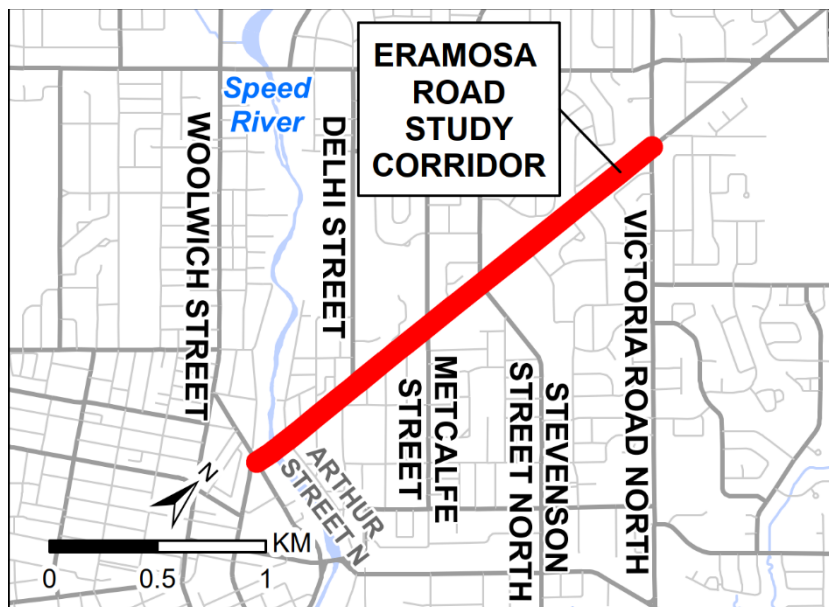 ERAMOSA
ROAD
STUDY
CORRIDOR
Speed
River
WOOLWICH STREET
DELHI STREET
VICTORIA ROAD NORTH
METCALFE
STREET
STEVENSON
STREET NORTH
ARTHUR
STREET N
N
KM
0 0.5 1